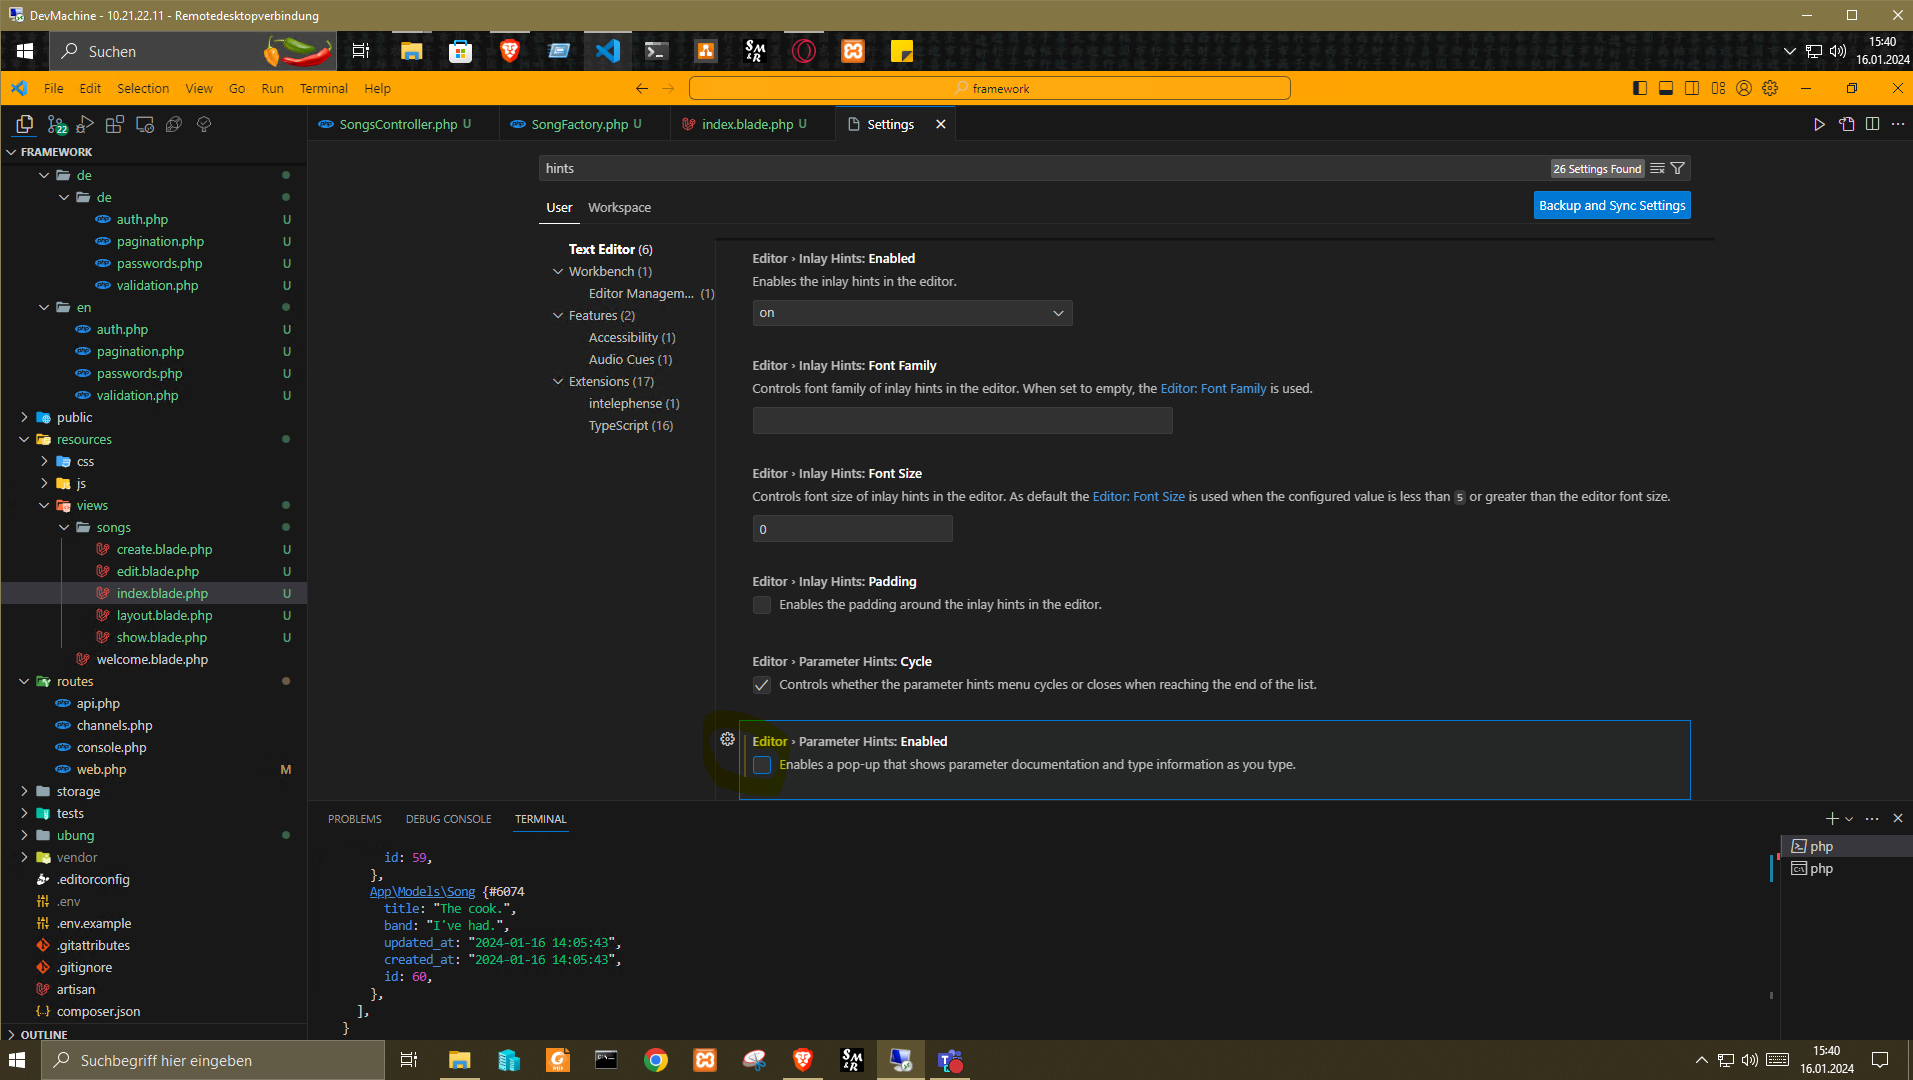 DevMachine - 10.21.22.11 - Remotedesktopverbindung
Suchen
SM
&R
15:40
16.01.2024
File Edit Selection View Go Run Terminal Help
framework
22
SongsController.php U
SongFactory.php U
index.blade.php U
Settings
FRAMEWORK
de
de
auth.php U
pagination.php U
passwords.php U
validation.php U
en
auth.php U
pagination.php U
passwords.php U
validation.php U
public
resources
css
js
views
songs
create.blade.php U
edit.blade.php U
index.blade.php U
layout.blade.php U
show.blade.php U
welcome.blade.php
routes
api.php
channels.php
console.php
web.php M
storage
tests
ubung
vendor
.editorconfig
.env
.env.example
.gitattributes
.gitignore
artisan
composer.json
OUTLINE
hints
26 Settings Found
User Workspace
Backup and Sync Settings
Text Editor (6)
Workbench (1)
Editor Managem... (1)
Features (2)
Accessibility (1)
Audio Cues (1)
Extensions (17)
intelephense (1)
TypeScript (16)
Editor › Inlay Hints: Enabled
Enables the inlay hints in the editor.
on
Editor › Inlay Hints: Font Family
Controls font family of inlay hints in the editor. When set to empty, the Editor: Font Family is used.
Editor › Inlay Hints: Font Size
Controls font size of inlay hints in the editor. As default the Editor: Font Size is used when the configured value is less than 5 or greater than the editor font size.
0
Editor › Inlay Hints: Padding
Enables the padding around the inlay hints in the editor.
Editor › Parameter Hints: Cycle
Controls whether the parameter hints menu cycles or closes when reaching the end of the list.
Editor › Parameter Hints: Enabled
Enables a pop-up that shows parameter documentation and type information as you type.
PROBLEMS DEBUG CONSOLE TERMINAL
php
php
id: 59,
},
App\Models\Song {#6074
title: "The cook.",
band: "I've had.",
updated_at: "2024-01-16 14:05:43",
created_at: "2024-01-16 14:05:43",
id: 60,
},
],
}
Suchbegriff hier eingeben
SM
&R
15:40
16.01.2024